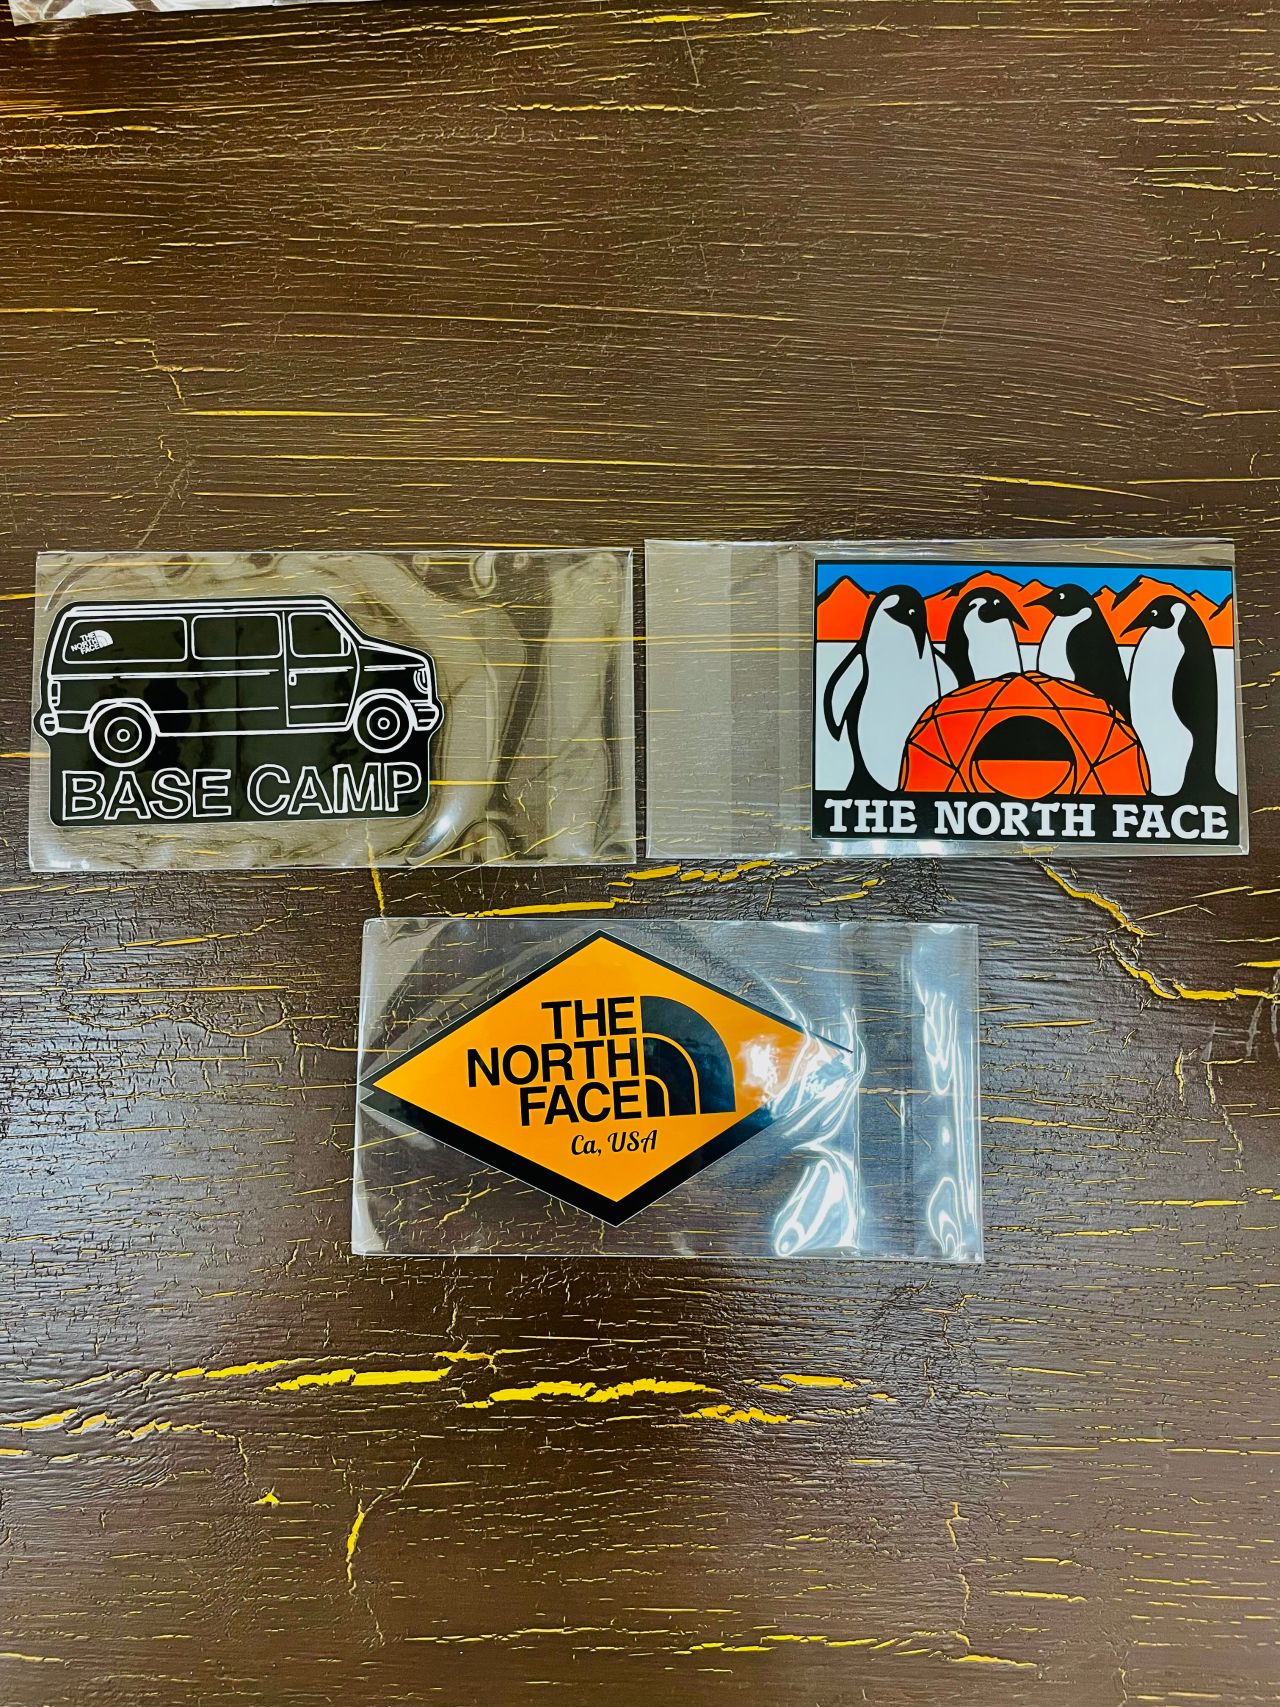 THE
NORTH
FACE
BASE CAMP
THE NORTH FACE
THE
NORTH
FACE
Ca, USA